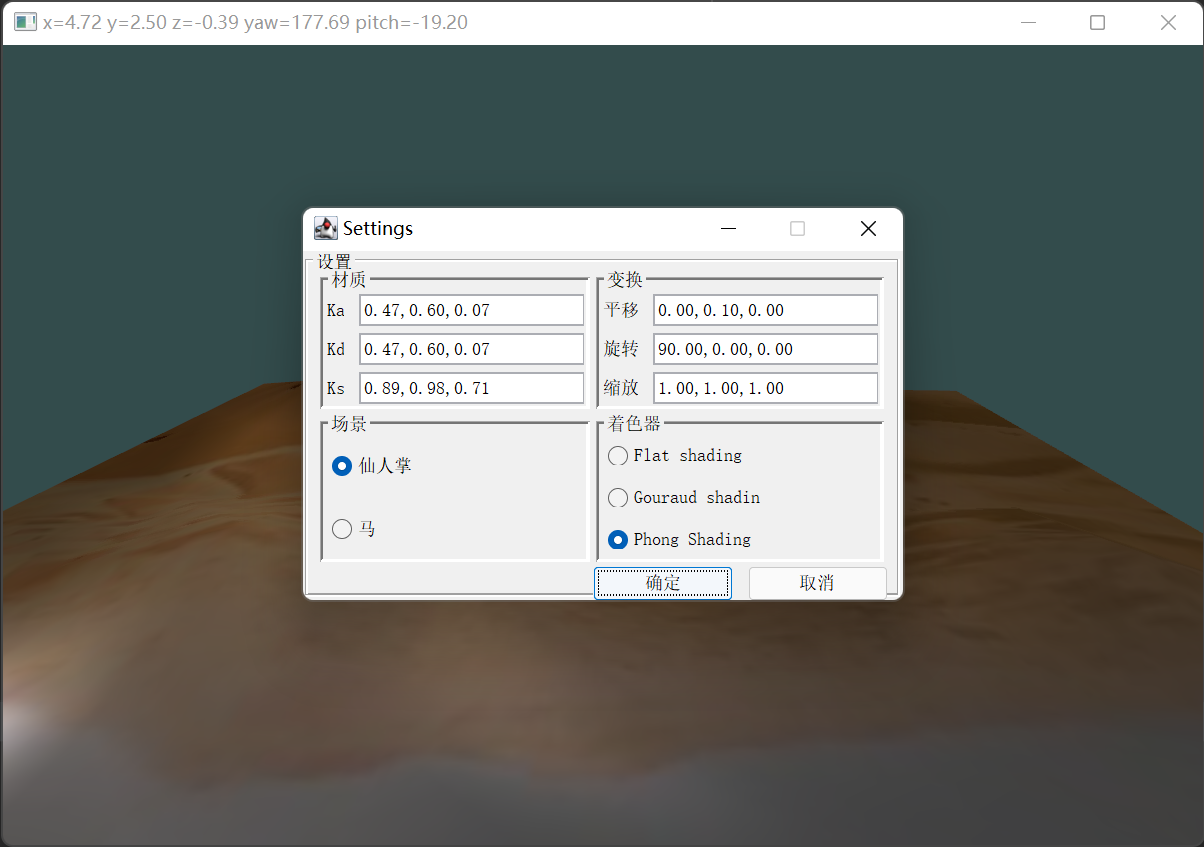 x=4.72 y=2.50 z=-0.39 yaw=177.69 pitch=-19.20
Settings
设置
材质
Ka 0.47,0.60,0.07
Kd 0.47,0.60,0.07
Ks 0.89,0.98,0.71
变换
平移 0.00,0.10,0.00
旋转 90.00,0.00,0.00
缩放 1.00,1.00,1.00
场景
仙人掌
马
着色器
Flat shading
Gouraud shadin
Phong Shading
确定
取消